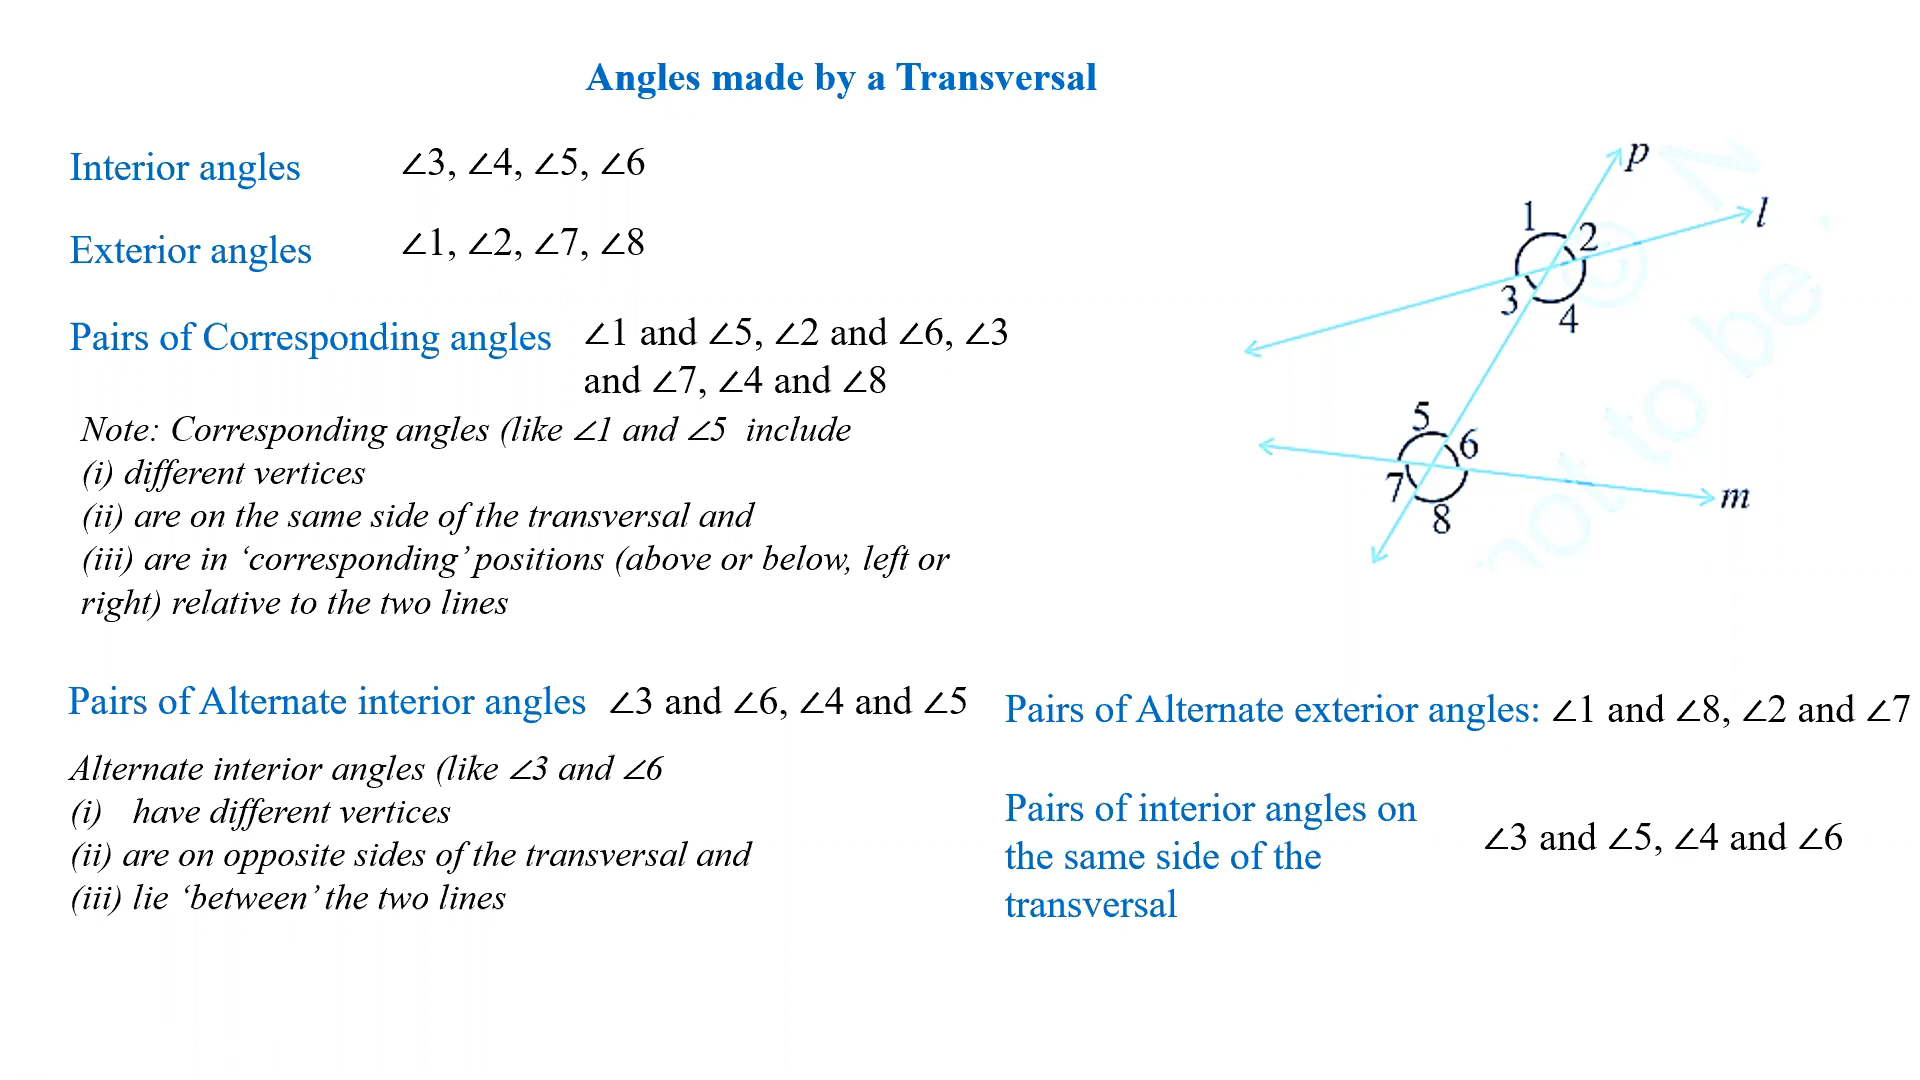 Angles made by a Transversal
Interior angles ∠3, ∠4, ∠5, ∠6
Exterior angles ∠1, ∠2, ∠7, ∠8
Pairs of Corresponding angles ∠1 and ∠5, ∠2 and ∠6, ∠3
and ∠7, ∠4 and ∠8
Note: Corresponding angles (like ∠1 and ∠5 include
(i) different vertices
(ii) are on the same side of the transversal and
(iii) are in ‘corresponding’ positions (above or below, left or
right) relative to the two lines
p
l
1
2
3
4
5
6
7
8
m
© N
not to be
Pairs of Alternate interior angles ∠3 and ∠6, ∠4 and ∠5
Alternate interior angles (like ∠3 and ∠6
(i) have different vertices
(ii) are on opposite sides of the transversal and
(iii) lie ‘between’ the two lines
Pairs of Alternate exterior angles: ∠1 and ∠8, ∠2 and ∠7
Pairs of interior angles on
the same side of the
transversal
∠3 and ∠5, ∠4 and ∠6